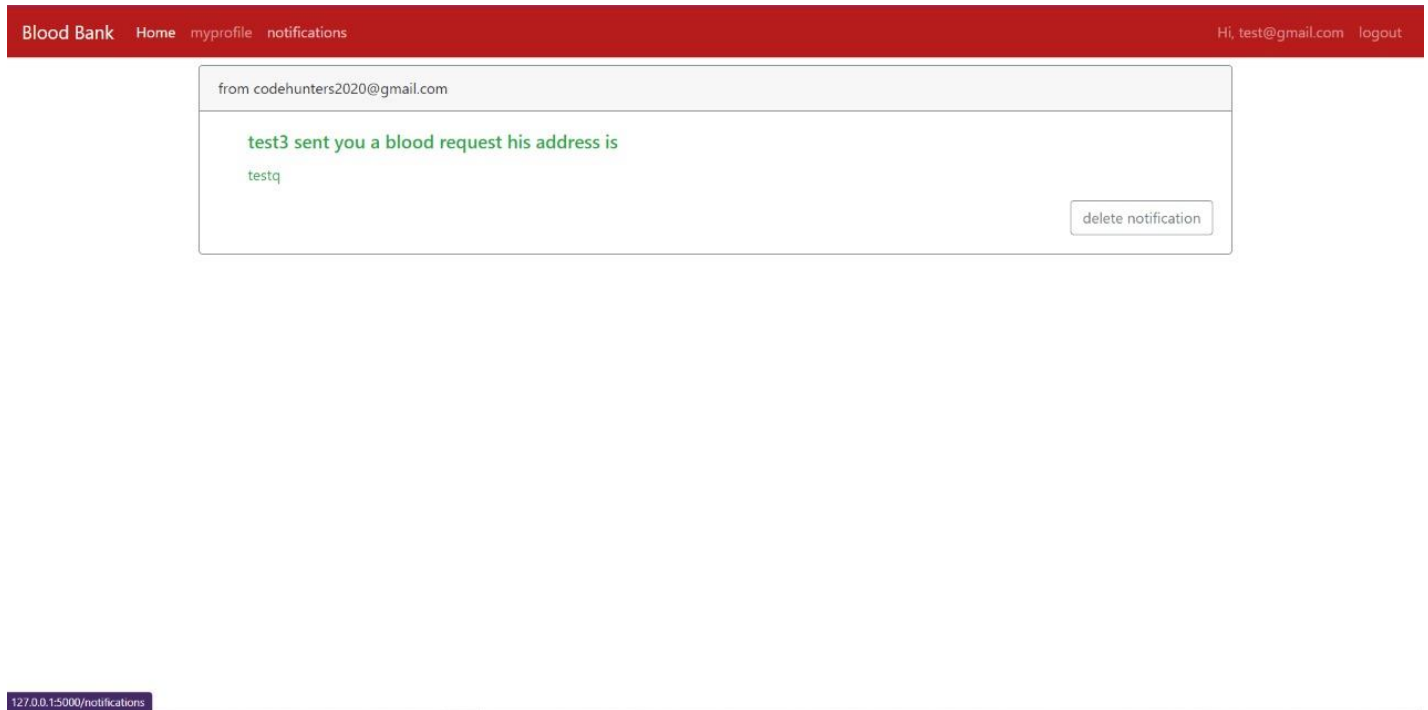 Blood Bank Home myprofile notifications Hi, test@gmail.com logout
from codehunters2020@gmail.com
test3 sent you a blood request his address is
testq
delete notification
127.0.0.1:5000/notifications